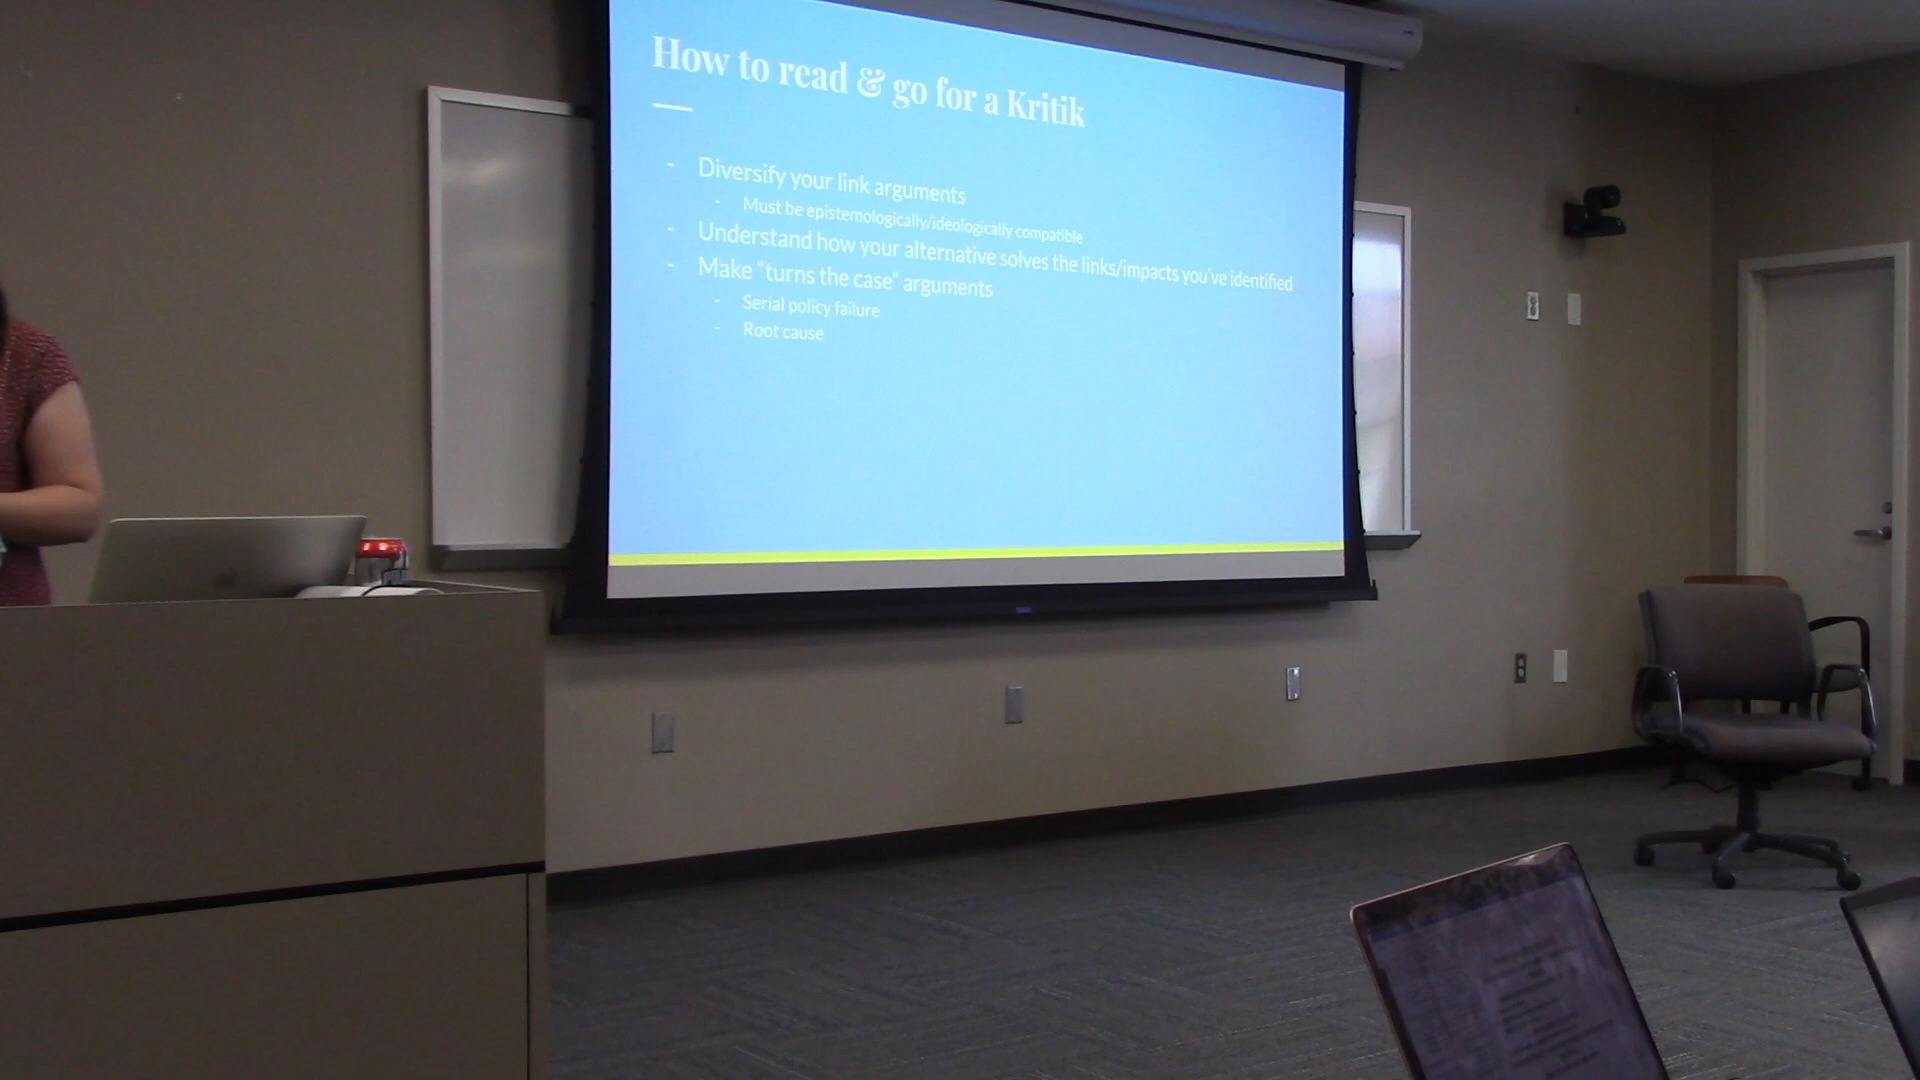 How to read & go for a Kritik
- Diversify your link arguments
- Must be epistemologically/ideologically compatible
- Understand how your alternative solves the links/impacts you've identified
- Make “turns the case” arguments
- Serial policy failure
- Root cause